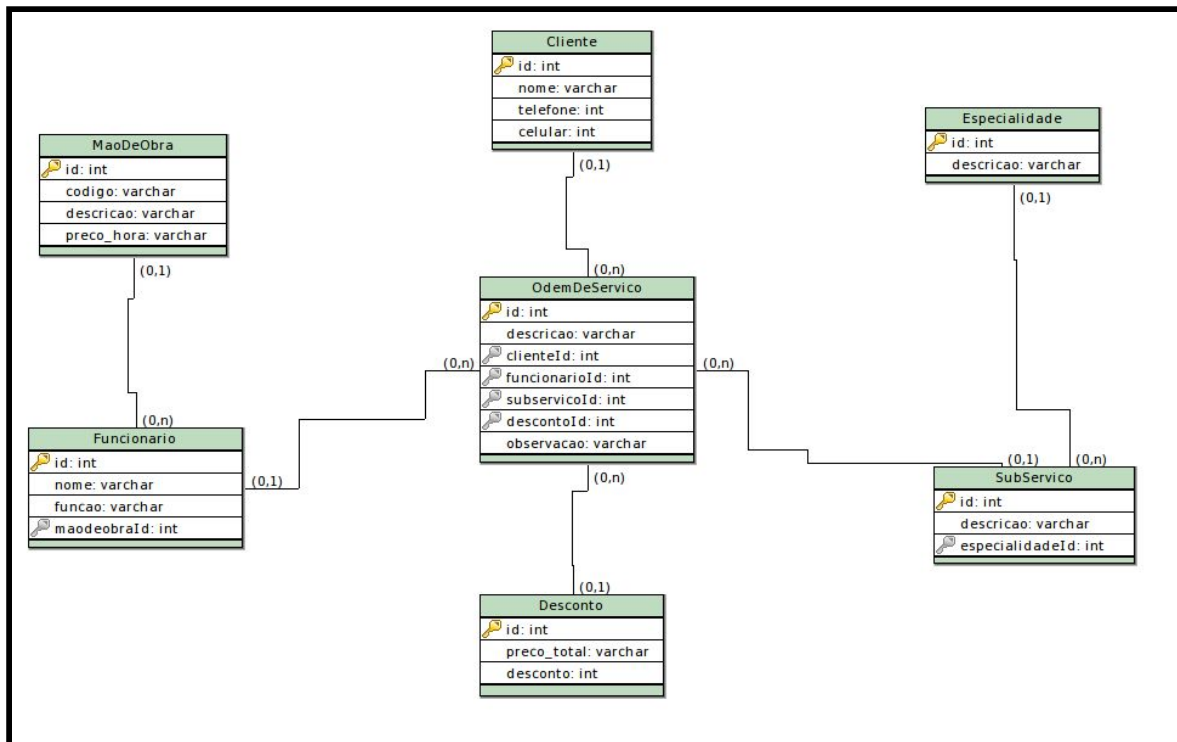 Cliente
id: int
nome: varchar
telefone: int
celular: int
(0,1)
Especialidade
id: int
descricao: varchar
(0,1)
MaoDeObra
id: int
codigo: varchar
descricao: varchar
preco_hora: varchar
(0,1)
(0,n)
OdemDeServico
id: int
descricao: varchar
clienteId: int
funcionarioId: int
subservicoId: int
descontoId: int
observacao: varchar
(0,n)
(0,n)
(0,n)
(0,n)
Funcionario
id: int
nome: varchar
funcao: varchar
maodeobraId: int
(0,1)
(0,1)
(0,n)
SubServico
id: int
descricao: varchar
especialidadeId: int
(0,1)
Desconto
id: int
preco_total: varchar
desconto: int